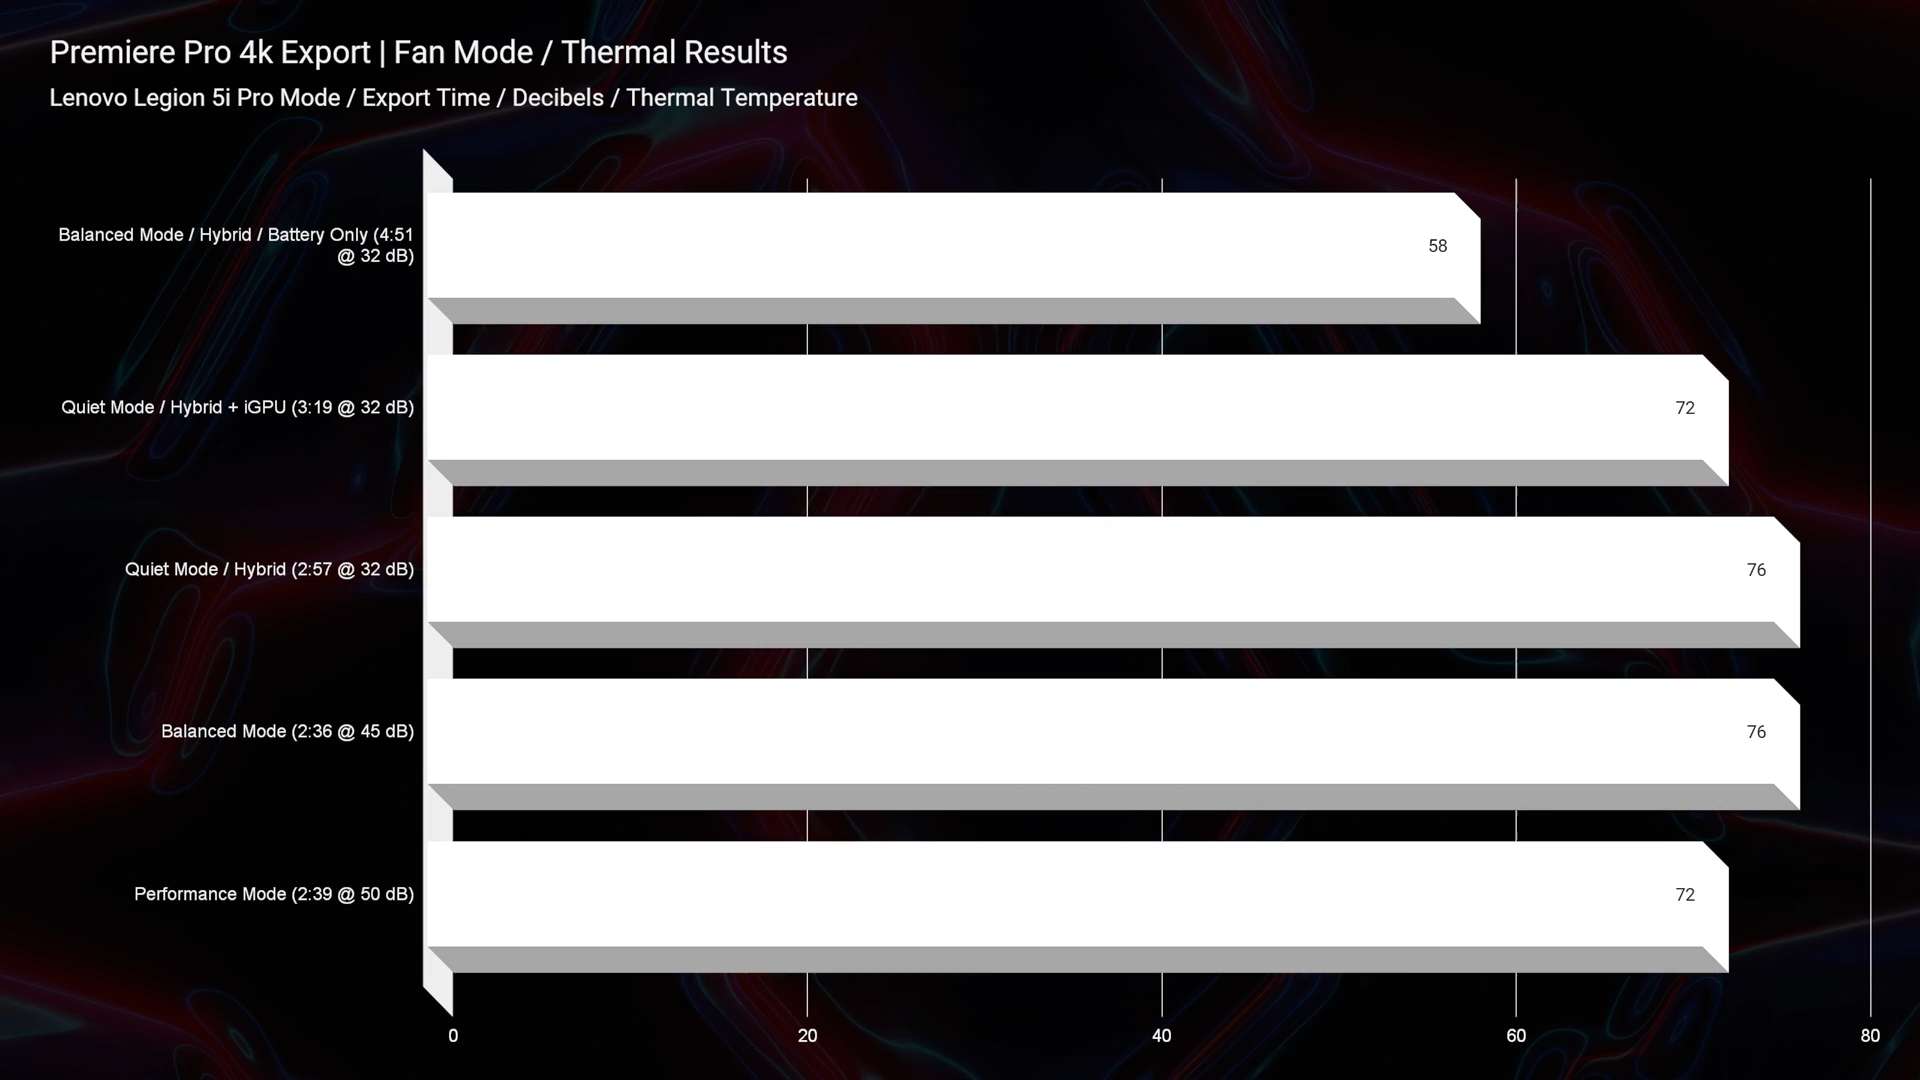 Premiere Pro 4k Export | Fan Mode / Thermal Results
Lenovo Legion 5i Pro Mode / Export Time / Decibels / Thermal Temperature
Balanced Mode / Hybrid / Battery Only (4:51
@ 32 dB)
58
Quiet Mode / Hybrid + iGPU (3:19 @ 32 dB)
72
Quiet Mode / Hybrid (2:57 @ 32 dB)
76
Balanced Mode (2:36 @ 45 dB)
76
Performance Mode (2:39 @ 50 dB)
72
0 20 40 60 80